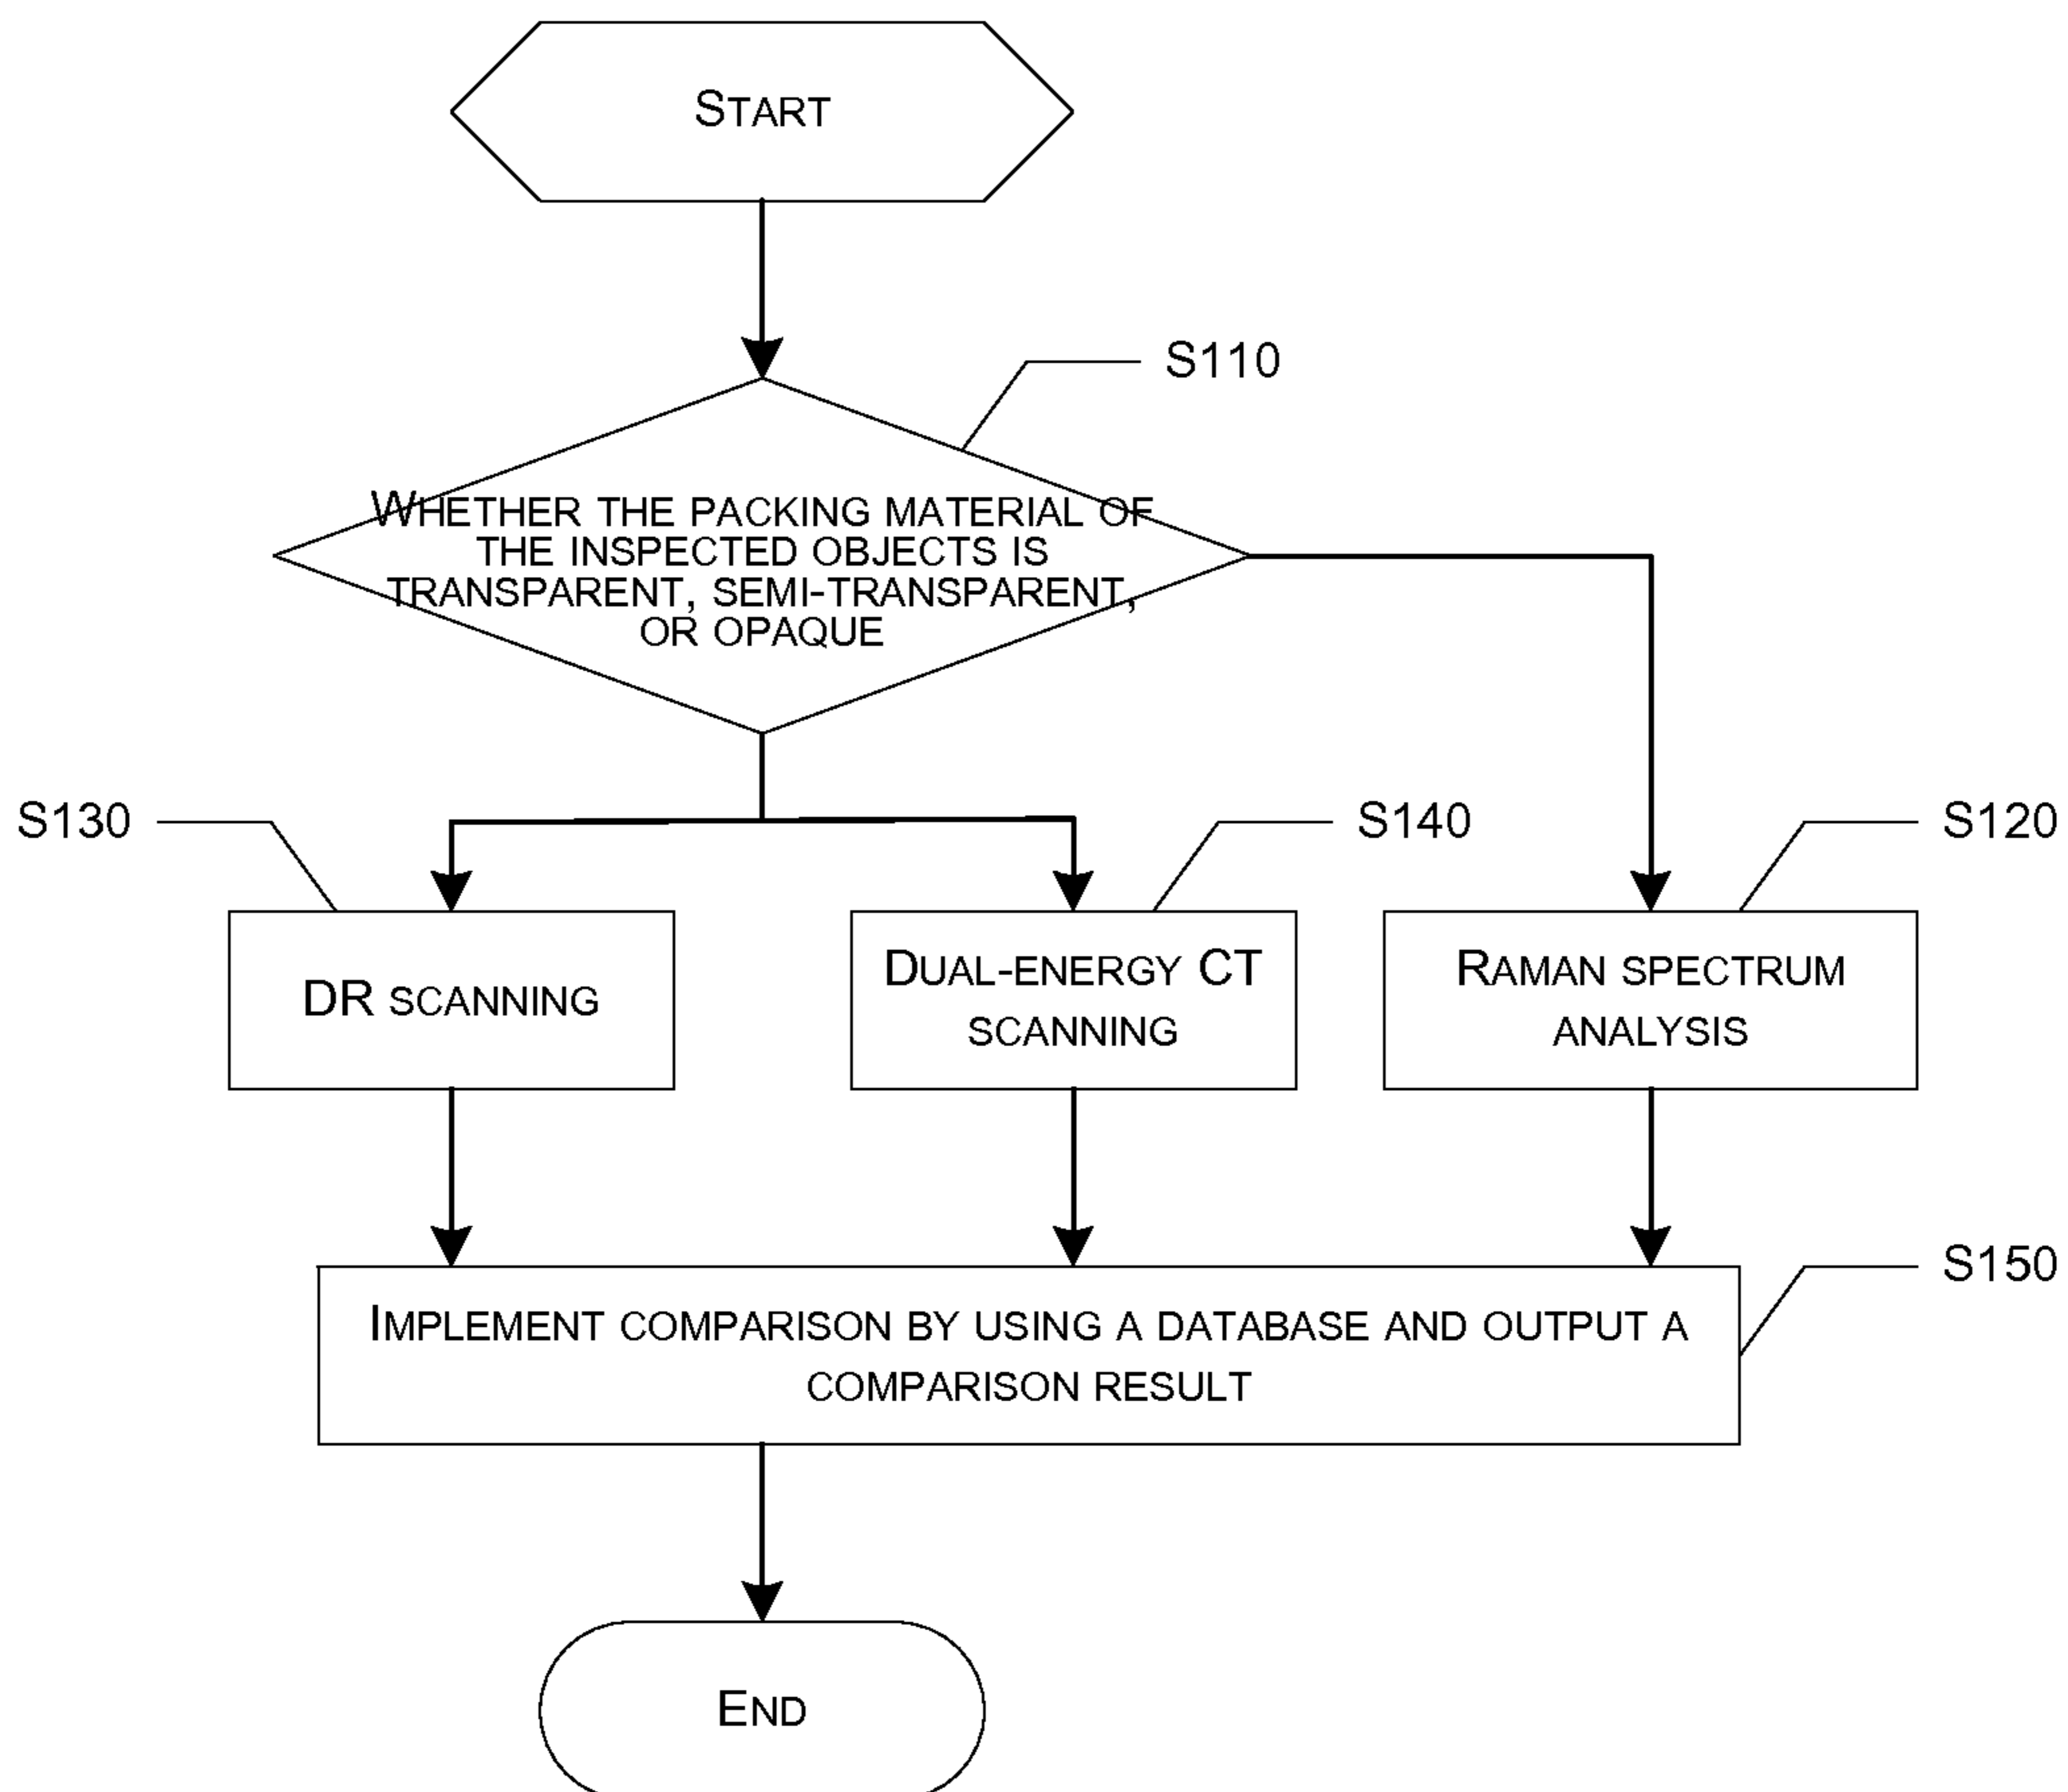 START
S110
WHETHER THE PACKING MATERIAL OF
THE INSPECTED OBJECTS IS
TRANSPARENT, SEMI-TRANSPARENT,
OR OPAQUE
S130
S140
S120
DR SCANNING
DUAL-ENERGY CT
SCANNING
RAMAN SPECTRUM
ANALYSIS
S150
IMPLEMENT COMPARISON BY USING A DATABASE AND OUTPUT A
COMPARISON RESULT
END